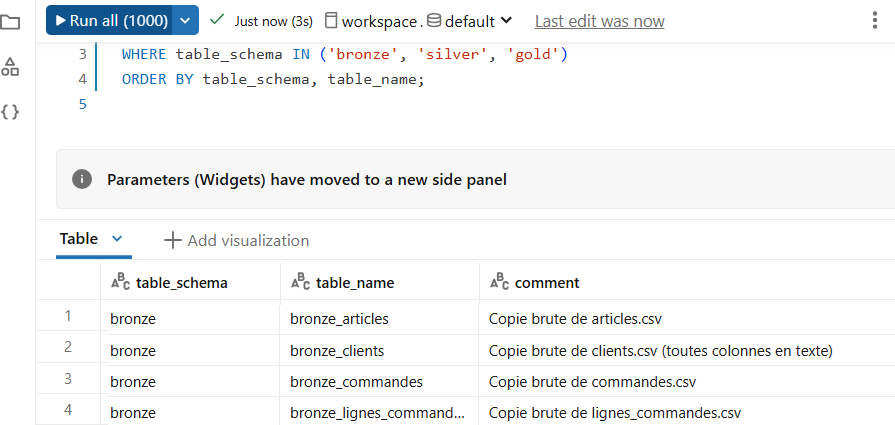 Run all (1000) Just now (3s) workspace . default Last edit was now
3 WHERE table_schema IN ('bronze', 'silver', 'gold')
4 ORDER BY table_schema, table_name;
5
Parameters (Widgets) have moved to a new side panel
Table Add visualization
table_schema table_name comment
1 bronze bronze_articles Copie brute de articles.csv
2 bronze bronze_clients Copie brute de clients.csv (toutes colonnes en texte)
3 bronze bronze_commandes Copie brute de commandes.csv
4 bronze bronze_lignes_command... Copie brute de lignes_commandes.csv